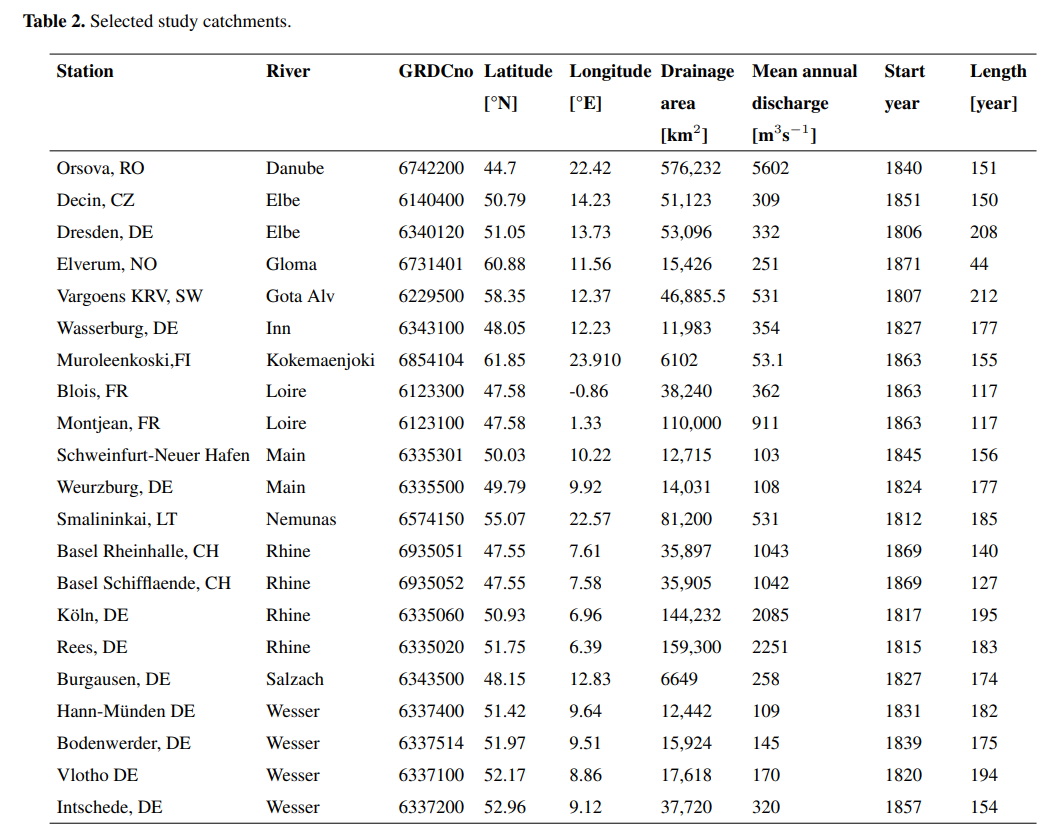 Table 2. Selected study catchments.
Station River GRDCno Latitude Longitude Drainage Mean annual Start Length
[°N] [°E] area discharge year [year]
[km²] [m³s⁻¹]
Orsova, RO Danube 6742200 44.7 22.42 576,232 5602 1840 151
Decin, CZ Elbe 6140400 50.79 14.23 51,123 309 1851 150
Dresden, DE Elbe 6340120 51.05 13.73 53,096 332 1806 208
Elverum, NO Gloma 6731401 60.88 11.56 15,426 251 1871 44
Vargoens KRV, SW Gota Alv 6229500 58.35 12.37 46,885.5 531 1807 212
Wasserburg, DE Inn 6343100 48.05 12.23 11,983 354 1827 177
Muroleenkoski,FI Kokemaenjoki 6854104 61.85 23.910 6102 53.1 1863 155
Blois, FR Loire 6123300 47.58 -0.86 38,240 362 1863 117
Montjean, FR Loire 6123100 47.58 1.33 110,000 911 1863 117
Schweinfurt-Neuer Hafen Main 6335301 50.03 10.22 12,715 103 1845 156
Weurzburg, DE Main 6335500 49.79 9.92 14,031 108 1824 177
Smalininkai, LT Nemunas 6574150 55.07 22.57 81,200 531 1812 185
Basel Rheinhalle, CH Rhine 6935051 47.55 7.61 35,897 1043 1869 140
Basel Schifflaende, CH Rhine 6935052 47.55 7.58 35,905 1042 1869 127
Köln, DE Rhine 6335060 50.93 6.96 144,232 2085 1817 195
Rees, DE Rhine 6335020 51.75 6.39 159,300 2251 1815 183
Burgausen, DE Salzach 6343500 48.15 12.83 6649 258 1827 174
Hann-Münden DE Wesser 6337400 51.42 9.64 12,442 109 1831 182
Bodenwerder, DE Wesser 6337514 51.97 9.51 15,924 145 1839 175
Vlotho DE Wesser 6337100 52.17 8.86 17,618 170 1820 194
Intschede, DE Wesser 6337200 52.96 9.12 37,720 320 1857 154